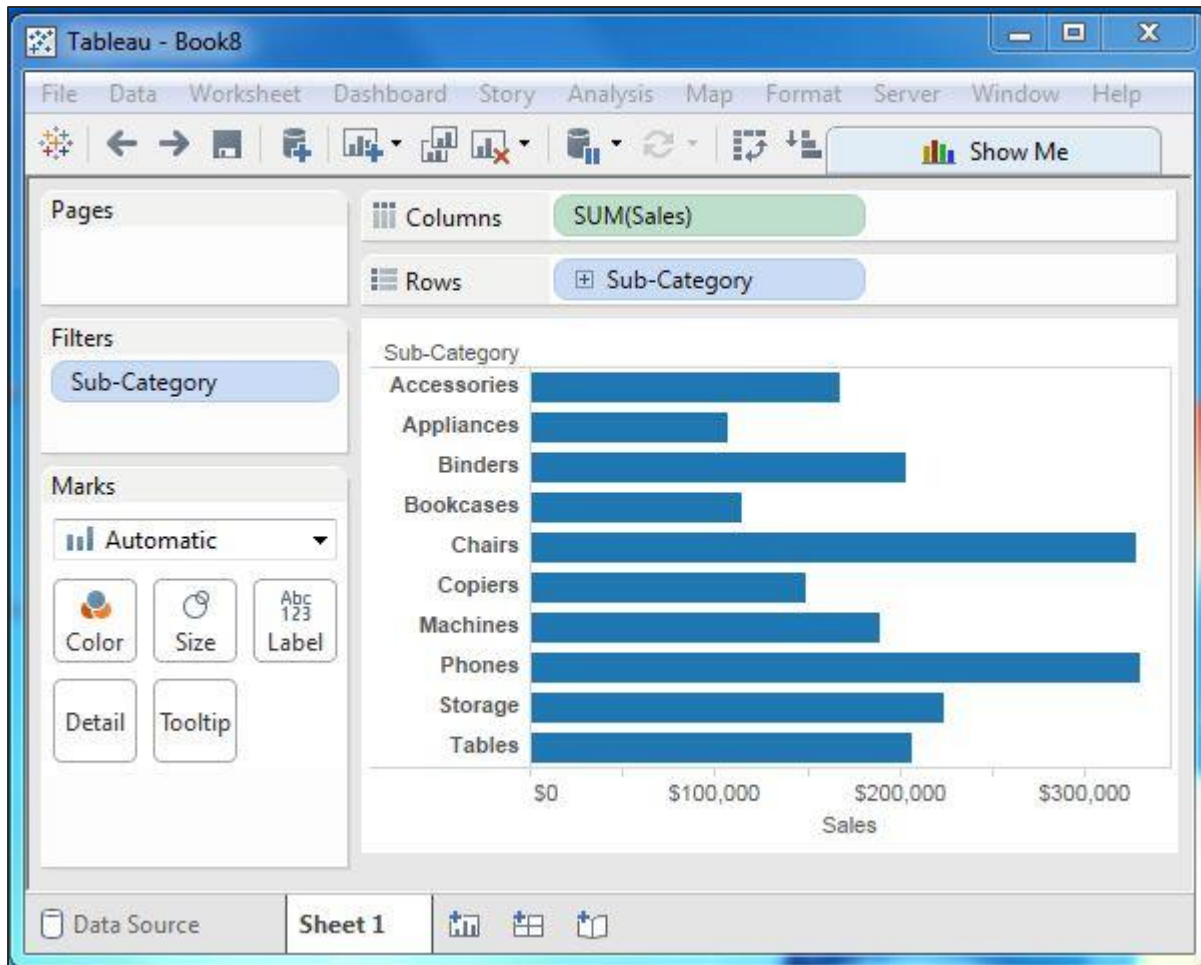 Tableau - Book8
File Data Worksheet Dashboard Story Analysis Map Format Server Window Help
Show Me
Pages
Columns SUM(Sales)
Rows Sub-Category
Filters
Sub-Category
Marks
Automatic
Color Size Abc 123 Label
Detail Tooltip
Sub-Category
Accessories
Appliances
Binders
Bookcases
Chairs
Copiers
Machines
Phones
Storage
Tables
$0 $100,000 $200,000 $300,000
Sales
Data Source Sheet 1